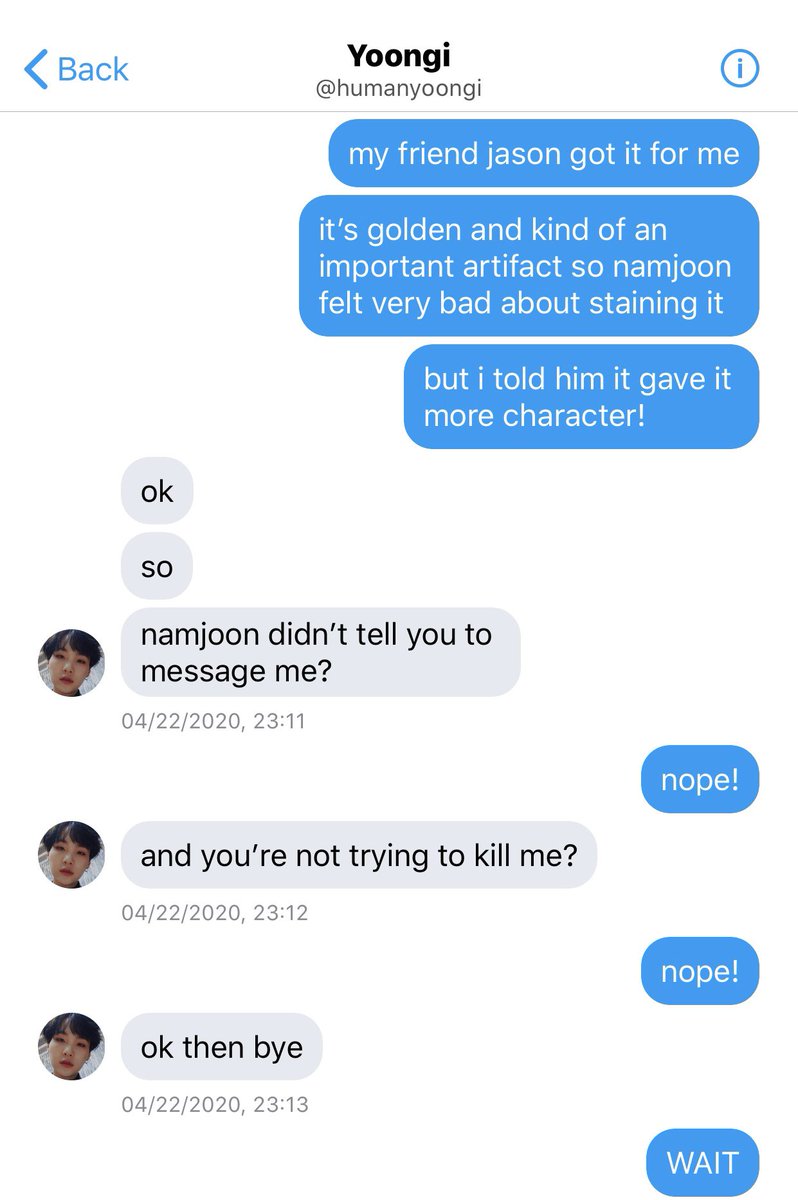 Back
Yoongi
@humanyoongi
my friend jason got it for me
it’s golden and kind of an
important artifact so namjoon
felt very bad about staining it
but i told him it gave it
more character!
ok
so
namjoon didn’t tell you to
message me?
04/22/2020, 23:11
nope!
and you’re not trying to kill me?
04/22/2020, 23:12
nope!
ok then bye
04/22/2020, 23:13
WAIT